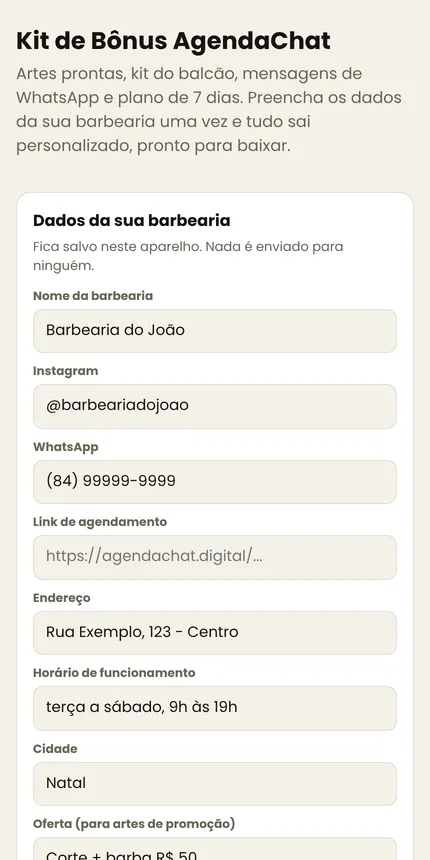 Kit de Bônus AgendaChat
Artes prontas, kit do balcão, mensagens de
WhatsApp e plano de 7 dias. Preencha os dados
da sua barbearia uma vez e tudo sai
personalizado, pronto para baixar.
Dados da sua barbearia
Fica salvo neste aparelho. Nada é enviado para
ninguém.
Nome da barbearia
Barbearia do João
Instagram
@barbeariadojoao
WhatsApp
(84) 99999-9999
Link de agendamento
https://agendachat.digital/...
Endereço
Rua Exemplo, 123 - Centro
Horário de funcionamento
terça a sábado, 9h às 19h
Cidade
Natal
Oferta (para artes de promoção)
Corte + barba R$ 50